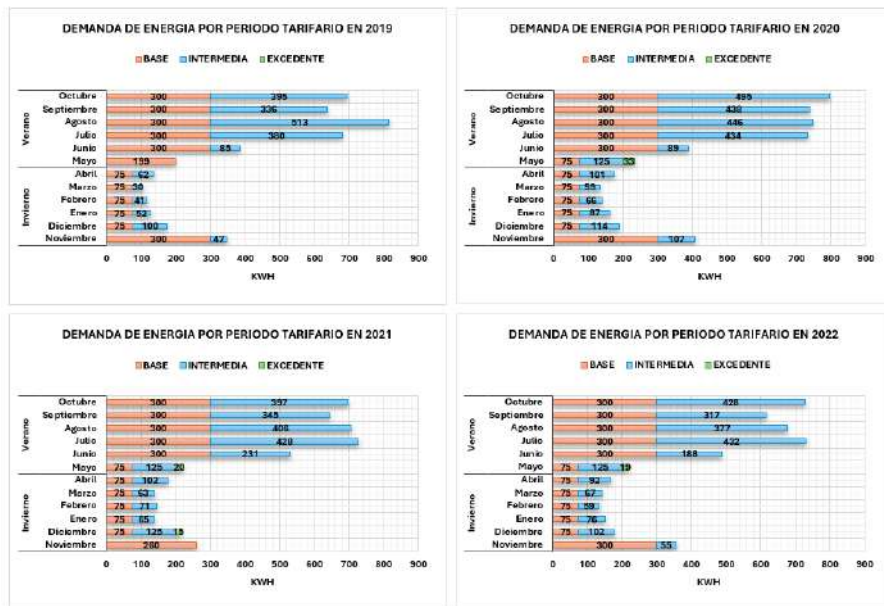 DEMANDA DE ENERGIA POR PERIODO TARIFARIO EN 2019
BASE INTERMEDIA EXCEDENTE
Verano
Octubre 300 395
Septiembre 300 336
Agosto 300 513
Julio 300 380
Junio 300 85
Mayo 199
Invierno
Abril 75 62
Marzo 75 30
Febrero 75 41
Enero 75 52
Diciembre 75 100
Noviembre 300 47
0 100 200 300 400 500 600 700 800 900
KWH
DEMANDA DE ENERGIA POR PERIODO TARIFARIO EN 2020
BASE INTERMEDIA EXCEDENTE
Verano
Octubre 300 495
Septiembre 300 438
Agosto 300 446
Julio 300 434
Junio 300 89
Mayo 75 125 33
Invierno
Abril 75 101
Marzo 75 59
Febrero 75 66
Enero 75 87
Diciembre 75 114
Noviembre 300 107
0 100 200 300 400 500 600 700 800 900
KWH
DEMANDA DE ENERGIA POR PERIODO TARIFARIO EN 2021
BASE INTERMEDIA EXCEDENTE
Verano
Octubre 300 397
Septiembre 300 345
Agosto 300
Julio 300 428
Junio 300 231
Mayo 75 125 20
Invierno
Abril 75 102
Marzo 75 63
Febrero 75 71
Enero 75 65
Diciembre 75 125
Noviembre 260
0 100 200 300 400 500 600 700 800 900
KWH
DEMANDA DE ENERGIA POR PERIODO TARIFARIO EN 2022
BASE INTERMEDIA EXCEDENTE
Verano
Octubre 300 428
Septiembre 300 317
Agosto 300 377
Julio 300 432
Junio 300 188
Mayo 75 125 19
Invierno
Abril 75 92
Marzo 75 67
Febrero 75 59
Enero 75 76
Diciembre 75 102
Noviembre 300 55
0 100 200 300 400 500 600 700 800 900
KWH